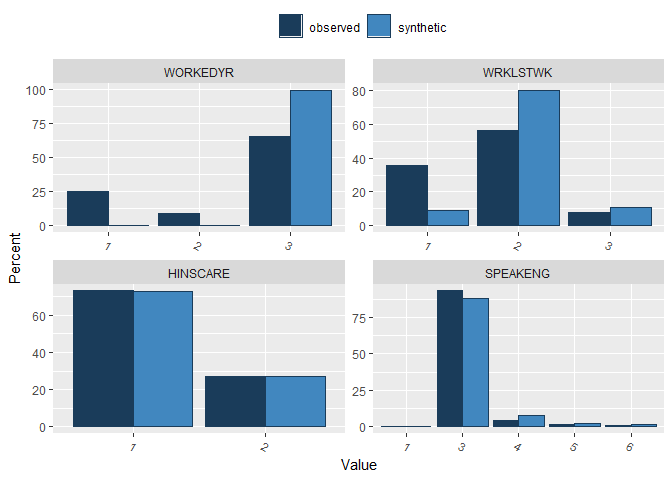 observed synthetic
WORKEDYR WRKLSTWK
100
75
50
25
0
1 2 3
80
60
40
20
0
1 2 3
Percent
HINSCARE SPEAKENG
60
40
20
0
1 2
75
50
25
0
1 3 4 5 6
Value